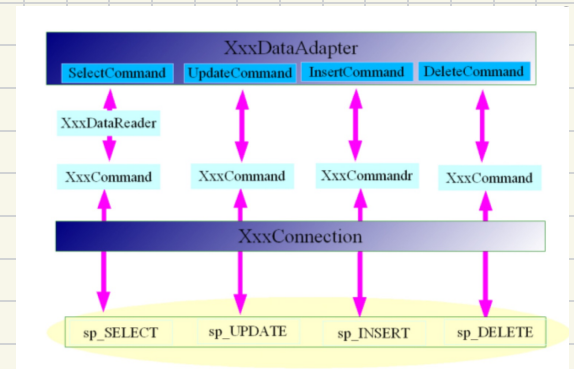 XxxDataAdapter
SelectCommand UpdateCommand InsertCommand DeleteCommand
XxxDataReader
XxxCommand XxxCommand XxxCommandr XxxCommand
XxxConnection
sp_SELECT sp_UPDATE sp_INSERT sp_DELETE